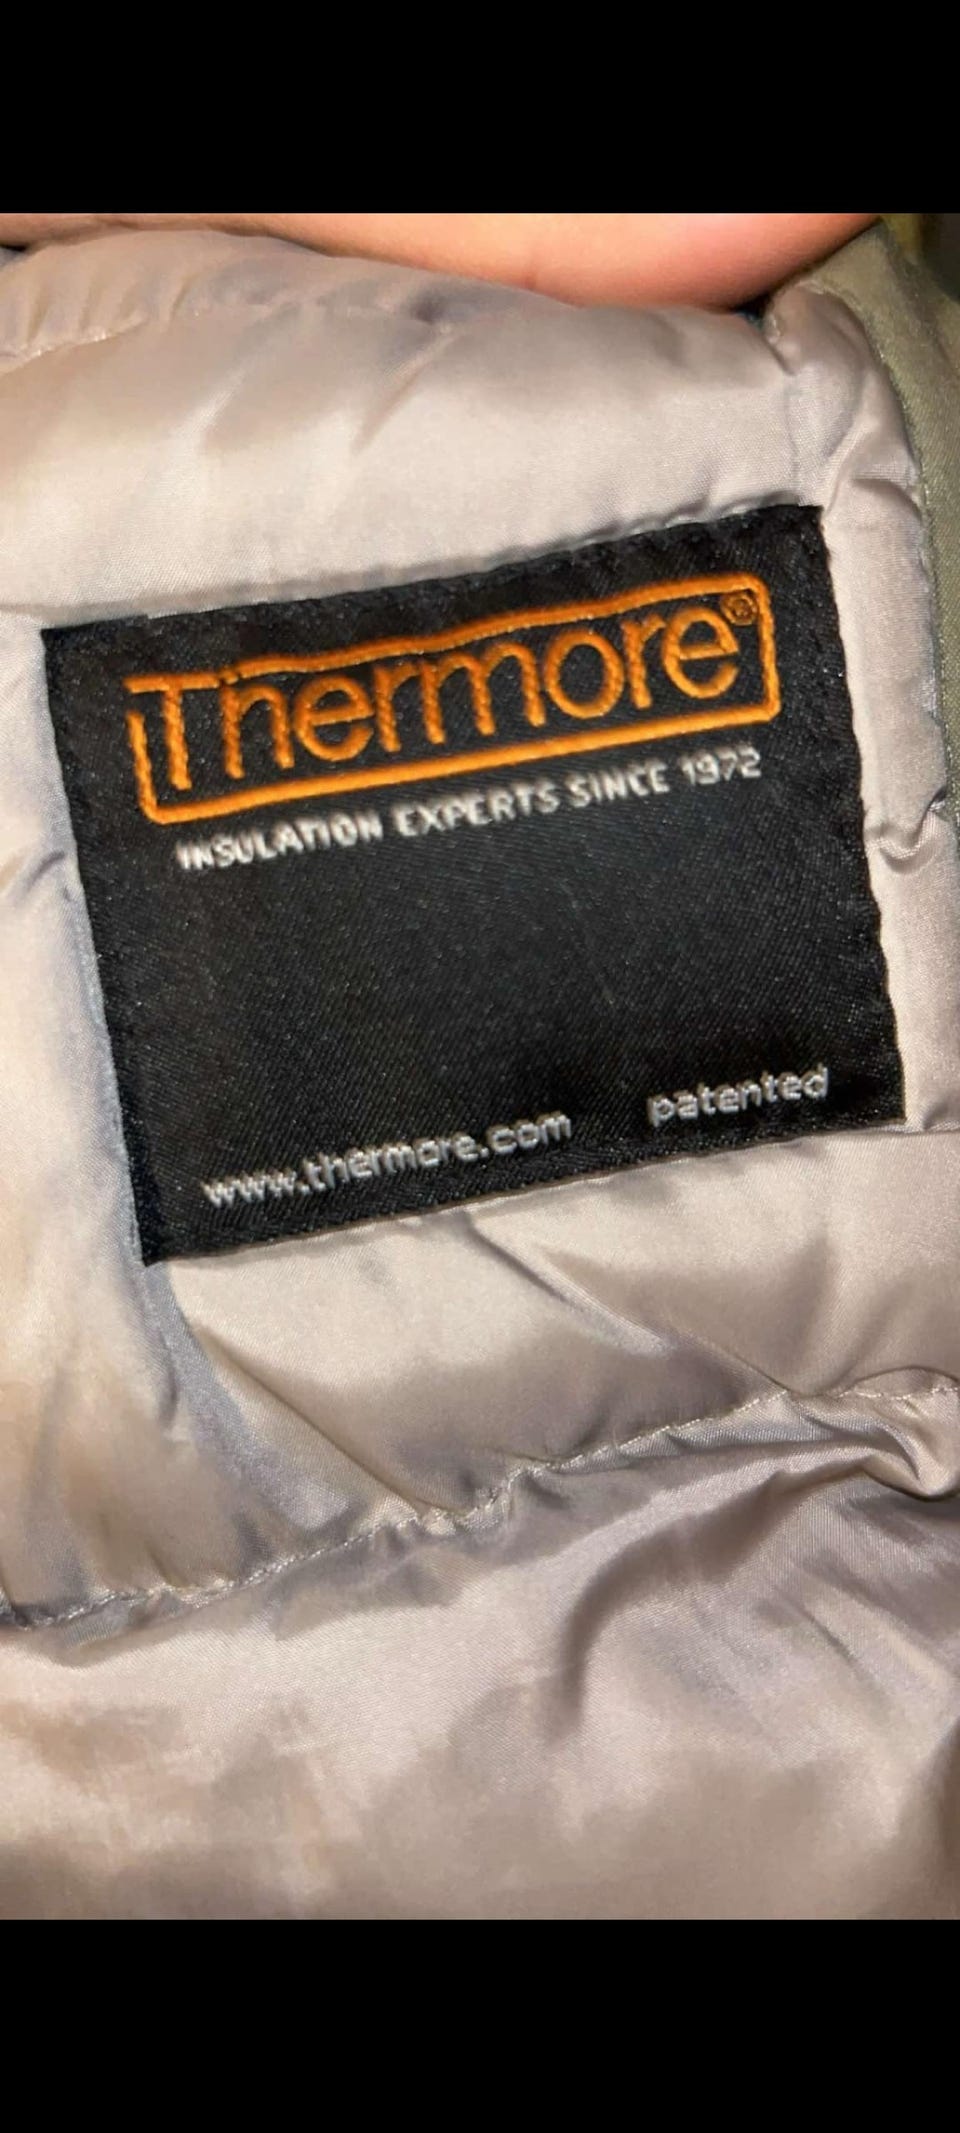 Thermore®
INSULATION EXPERTS SINCE 1972
www.thermore.com patented